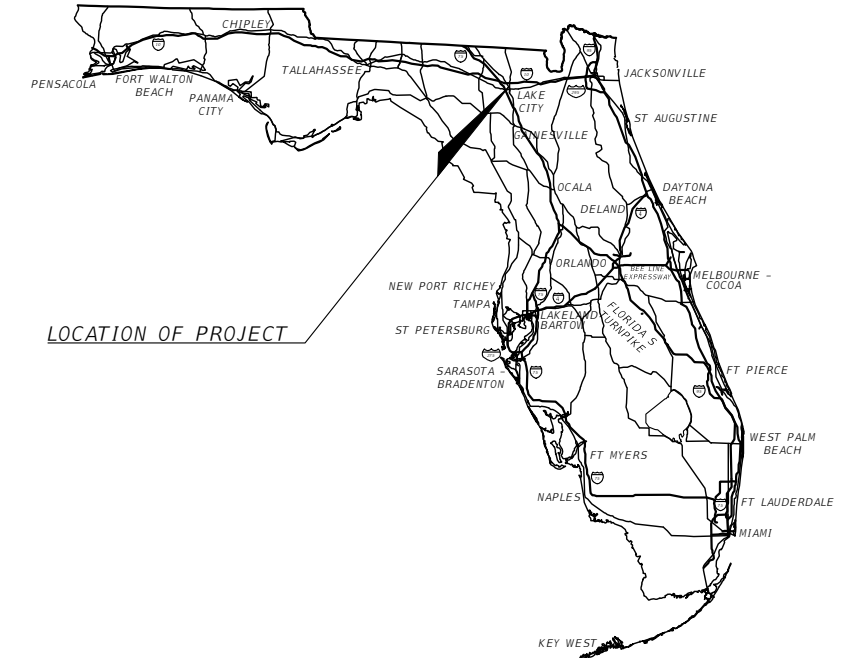 CHIPLEY
TALLAHASSEE
PENSACOLA
FORT WALTON
BEACH
PANAMA
CITY
JACKSONVILLE
LAKE
CITY
ST AUGUSTINE
GAINESVILLE
OCALA
DAYTONA
BEACH
DELAND
ORLANDO
BEE LINE
EXPRESSWAY
MELBOURNE –
COCOA
NEW PORT RICHEY
TAMPA
LAKELAND
BARTOW
FLORIDA S
TURNPIKE
ST PETERSBURG
LOCATION OF PROJECT
SARASOTA –
BRADENTON
FT PIERCE
WEST PALM
BEACH
FT MYERS
NAPLES
FT LAUDERDALE
MIAMI
KEY WEST